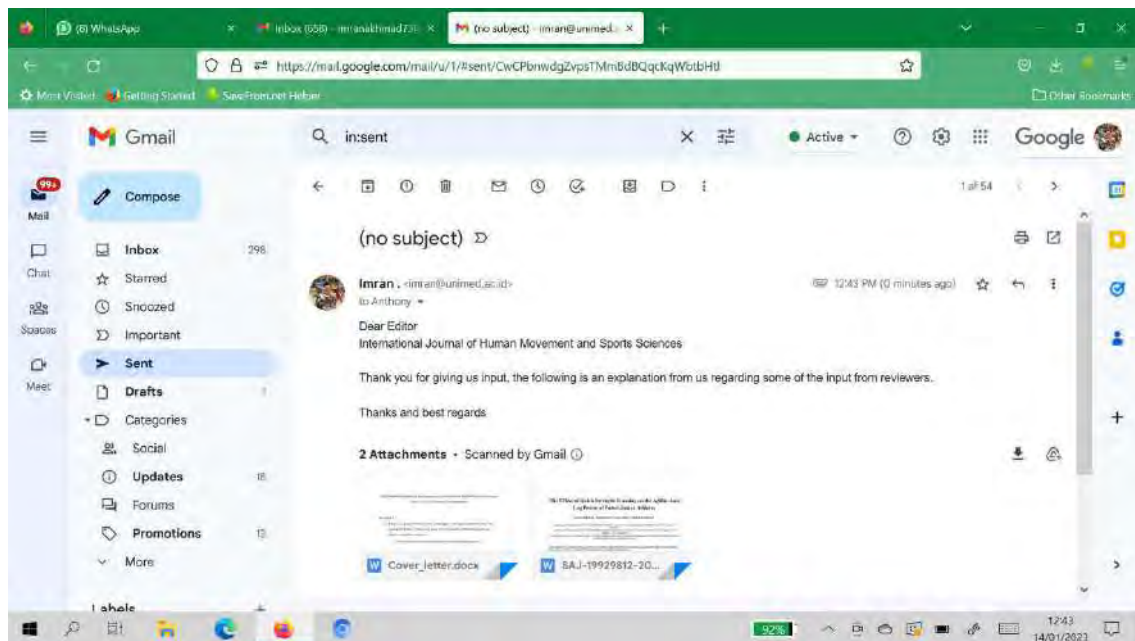 (6) WhatsApp
Inbox (658) - imranakhmad73
(no subject) - imran@unimed.
https://mail.google.com/mail/u/1/#sent/
Most Visited
Getting Started
SaveFrom.net Helper
Other Bookmarks
Gmail
in:sent
Active
Google
99+
Mail
Compose
1 of 54
(no subject)
Inbox 298
Chat
Starred
Imran . <imran@unimed.ac.id>
12:43 PM (0 minutes ago)
to Anthony
Snoozed
Dear Editor
Spaces
Important
International Journal of Human Movement and Sports Sciences
Sent
Meet
Thank you for giving us input, the following is an explanation from us regarding some of the input from reviewers.
Drafts 1
Categories
Thanks and best regards
Social
2 Attachments • Scanned by Gmail
Updates 18
Forums
Promotions 13
More
Cover_letter.docx
SAJ-19929812-20...
Labels
92%
12:43
14/01/2023